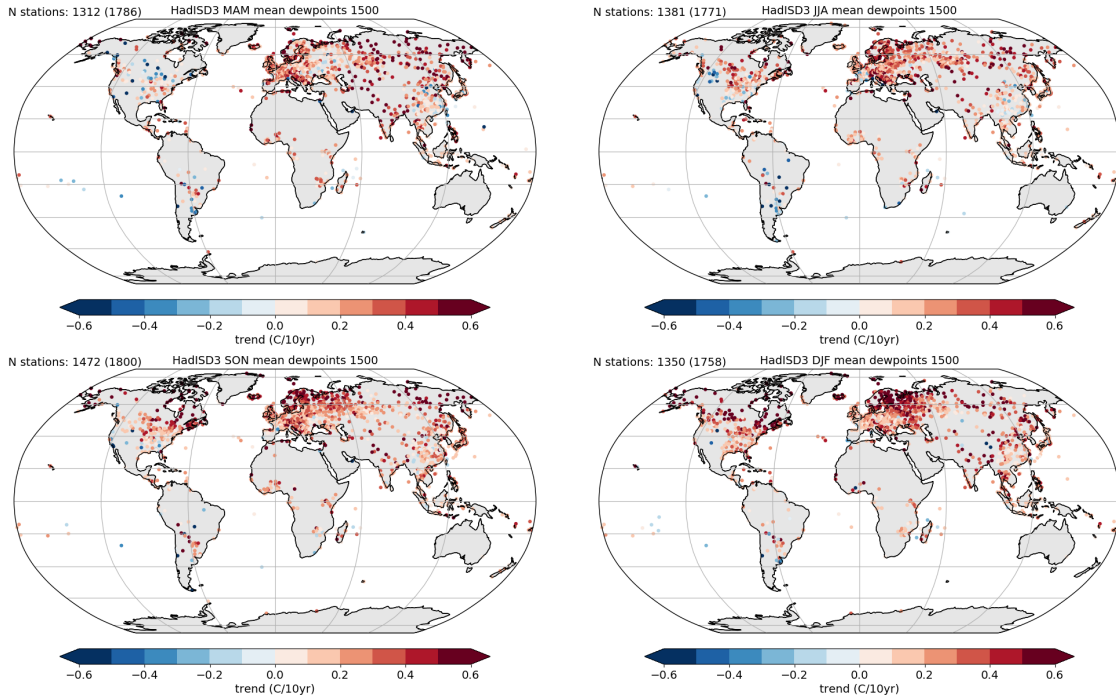 N stations: 1312 (1786)
HadISD3 MAM mean dewpoints 1500
−0.6 −0.4 −0.2 0.0 0.2 0.4 0.6
trend (C/10yr)
N stations: 1381 (1771)
HadISD3 JJA mean dewpoints 1500
−0.6 −0.4 −0.2 0.0 0.2 0.4 0.6
trend (C/10yr)
N stations: 1472 (1800)
HadISD3 SON mean dewpoints 1500
−0.6 −0.4 −0.2 0.0 0.2 0.4 0.6
trend (C/10yr)
N stations: 1350 (1758)
HadISD3 DJF mean dewpoints 1500
−0.6 −0.4 −0.2 0.0 0.2 0.4 0.6
trend (C/10yr)